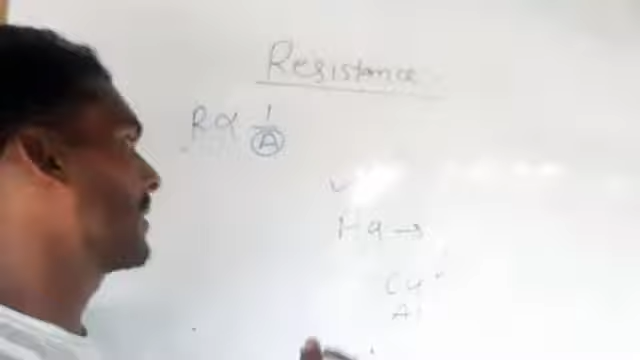 Resistance
R ∝ 1/A
Hg →
Cu
Al